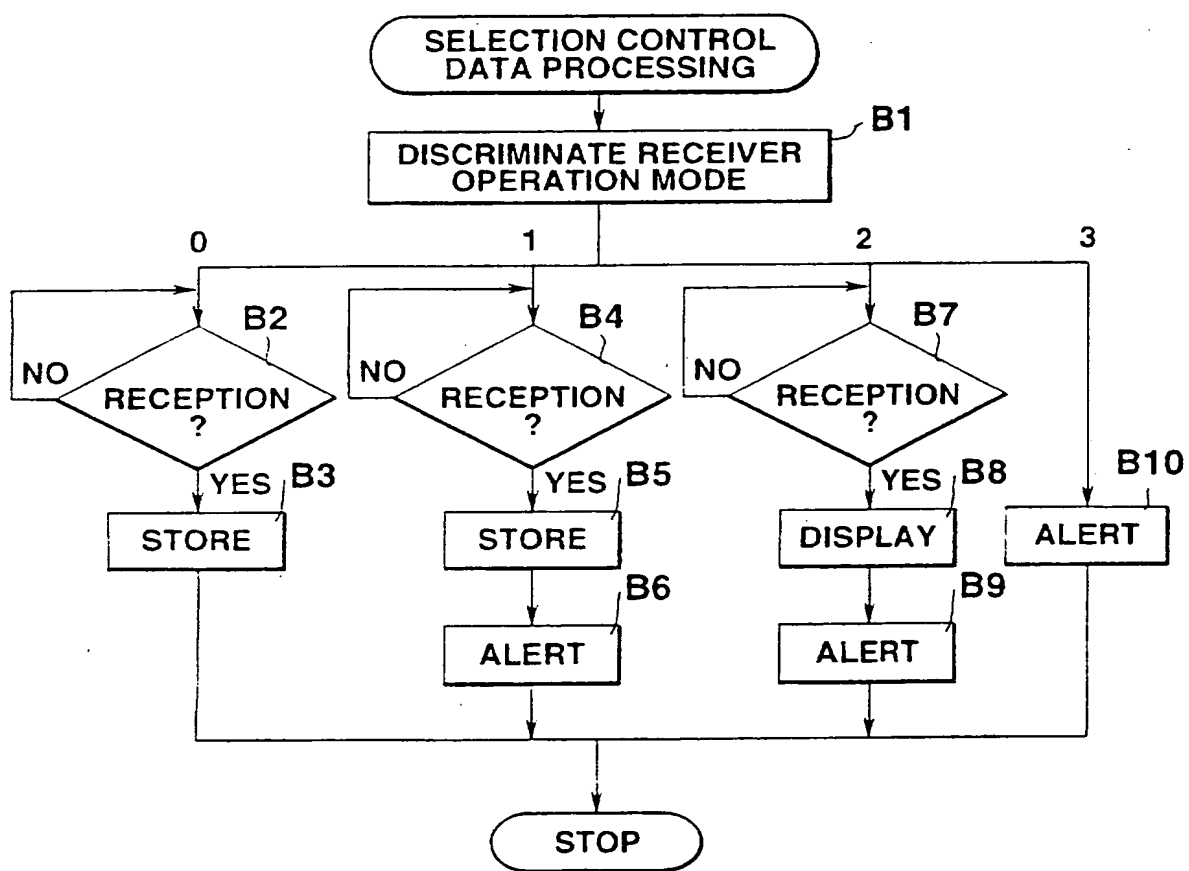 SELECTION CONTROL
DATA PROCESSING
B1
DISCRIMINATE RECEIVER
OPERATION MODE
0 1 2 3
B2 B4 B7
NO NO NO
RECEPTION RECEPTION RECEPTION
? ? ?
YES B3 YES B5 YES B8 B10
STORE STORE DISPLAY ALERT
B6 B9
ALERT ALERT
STOP